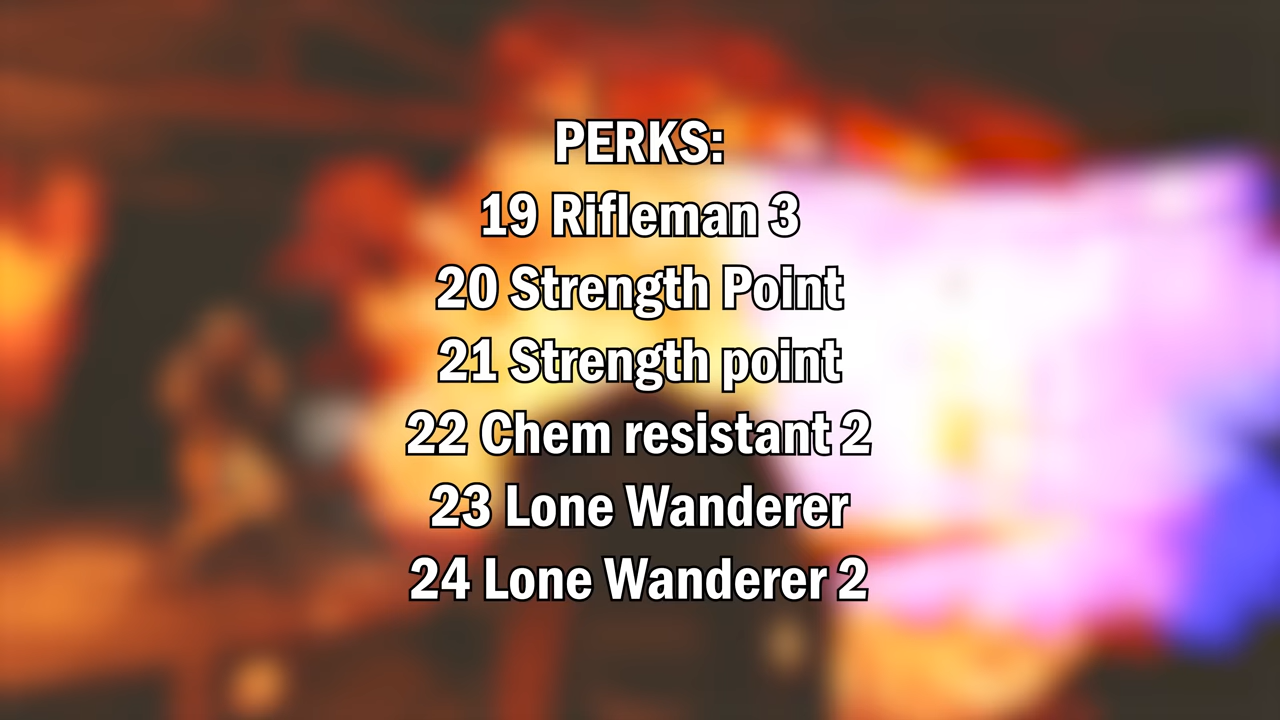 PERKS:
19 Rifleman 3
20 Strength Point
21 Strength point
22 Chem resistant 2
23 Lone Wanderer
24 Lone Wanderer 2